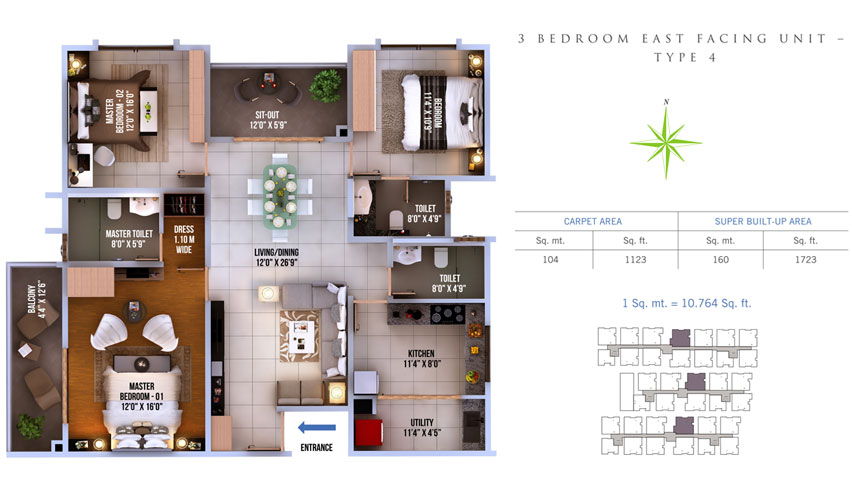 3 BEDROOM EAST FACING UNIT –
TYPE 4
N
CARPET AREA
SUPER BUILT-UP AREA
Sq. mt.
Sq. ft.
Sq. mt.
Sq. ft.
104
1123
160
1723
1 Sq. mt. = 10.764 Sq. ft.
MASTER
BEDROOM - 02
12'0" X 16'0"
SIT-OUT
12'0" X 5'9"
BEDROOM
11'4" X 10'9"
MASTER TOILET
8'0" X 5'9"
DRESS
1.10 M
WIDE
TOILET
8'0" X 4'9"
LIVING/DINING
12'0" X 26'9"
TOILET
8'0" X 4'9"
BALCONY
4'4" X 12'6"
KITCHEN
11'4" X 8'0"
MASTER
BEDROOM - 01
12'0" X 16'0"
UTILITY
11'4" X 4'5"
ENTRANCE